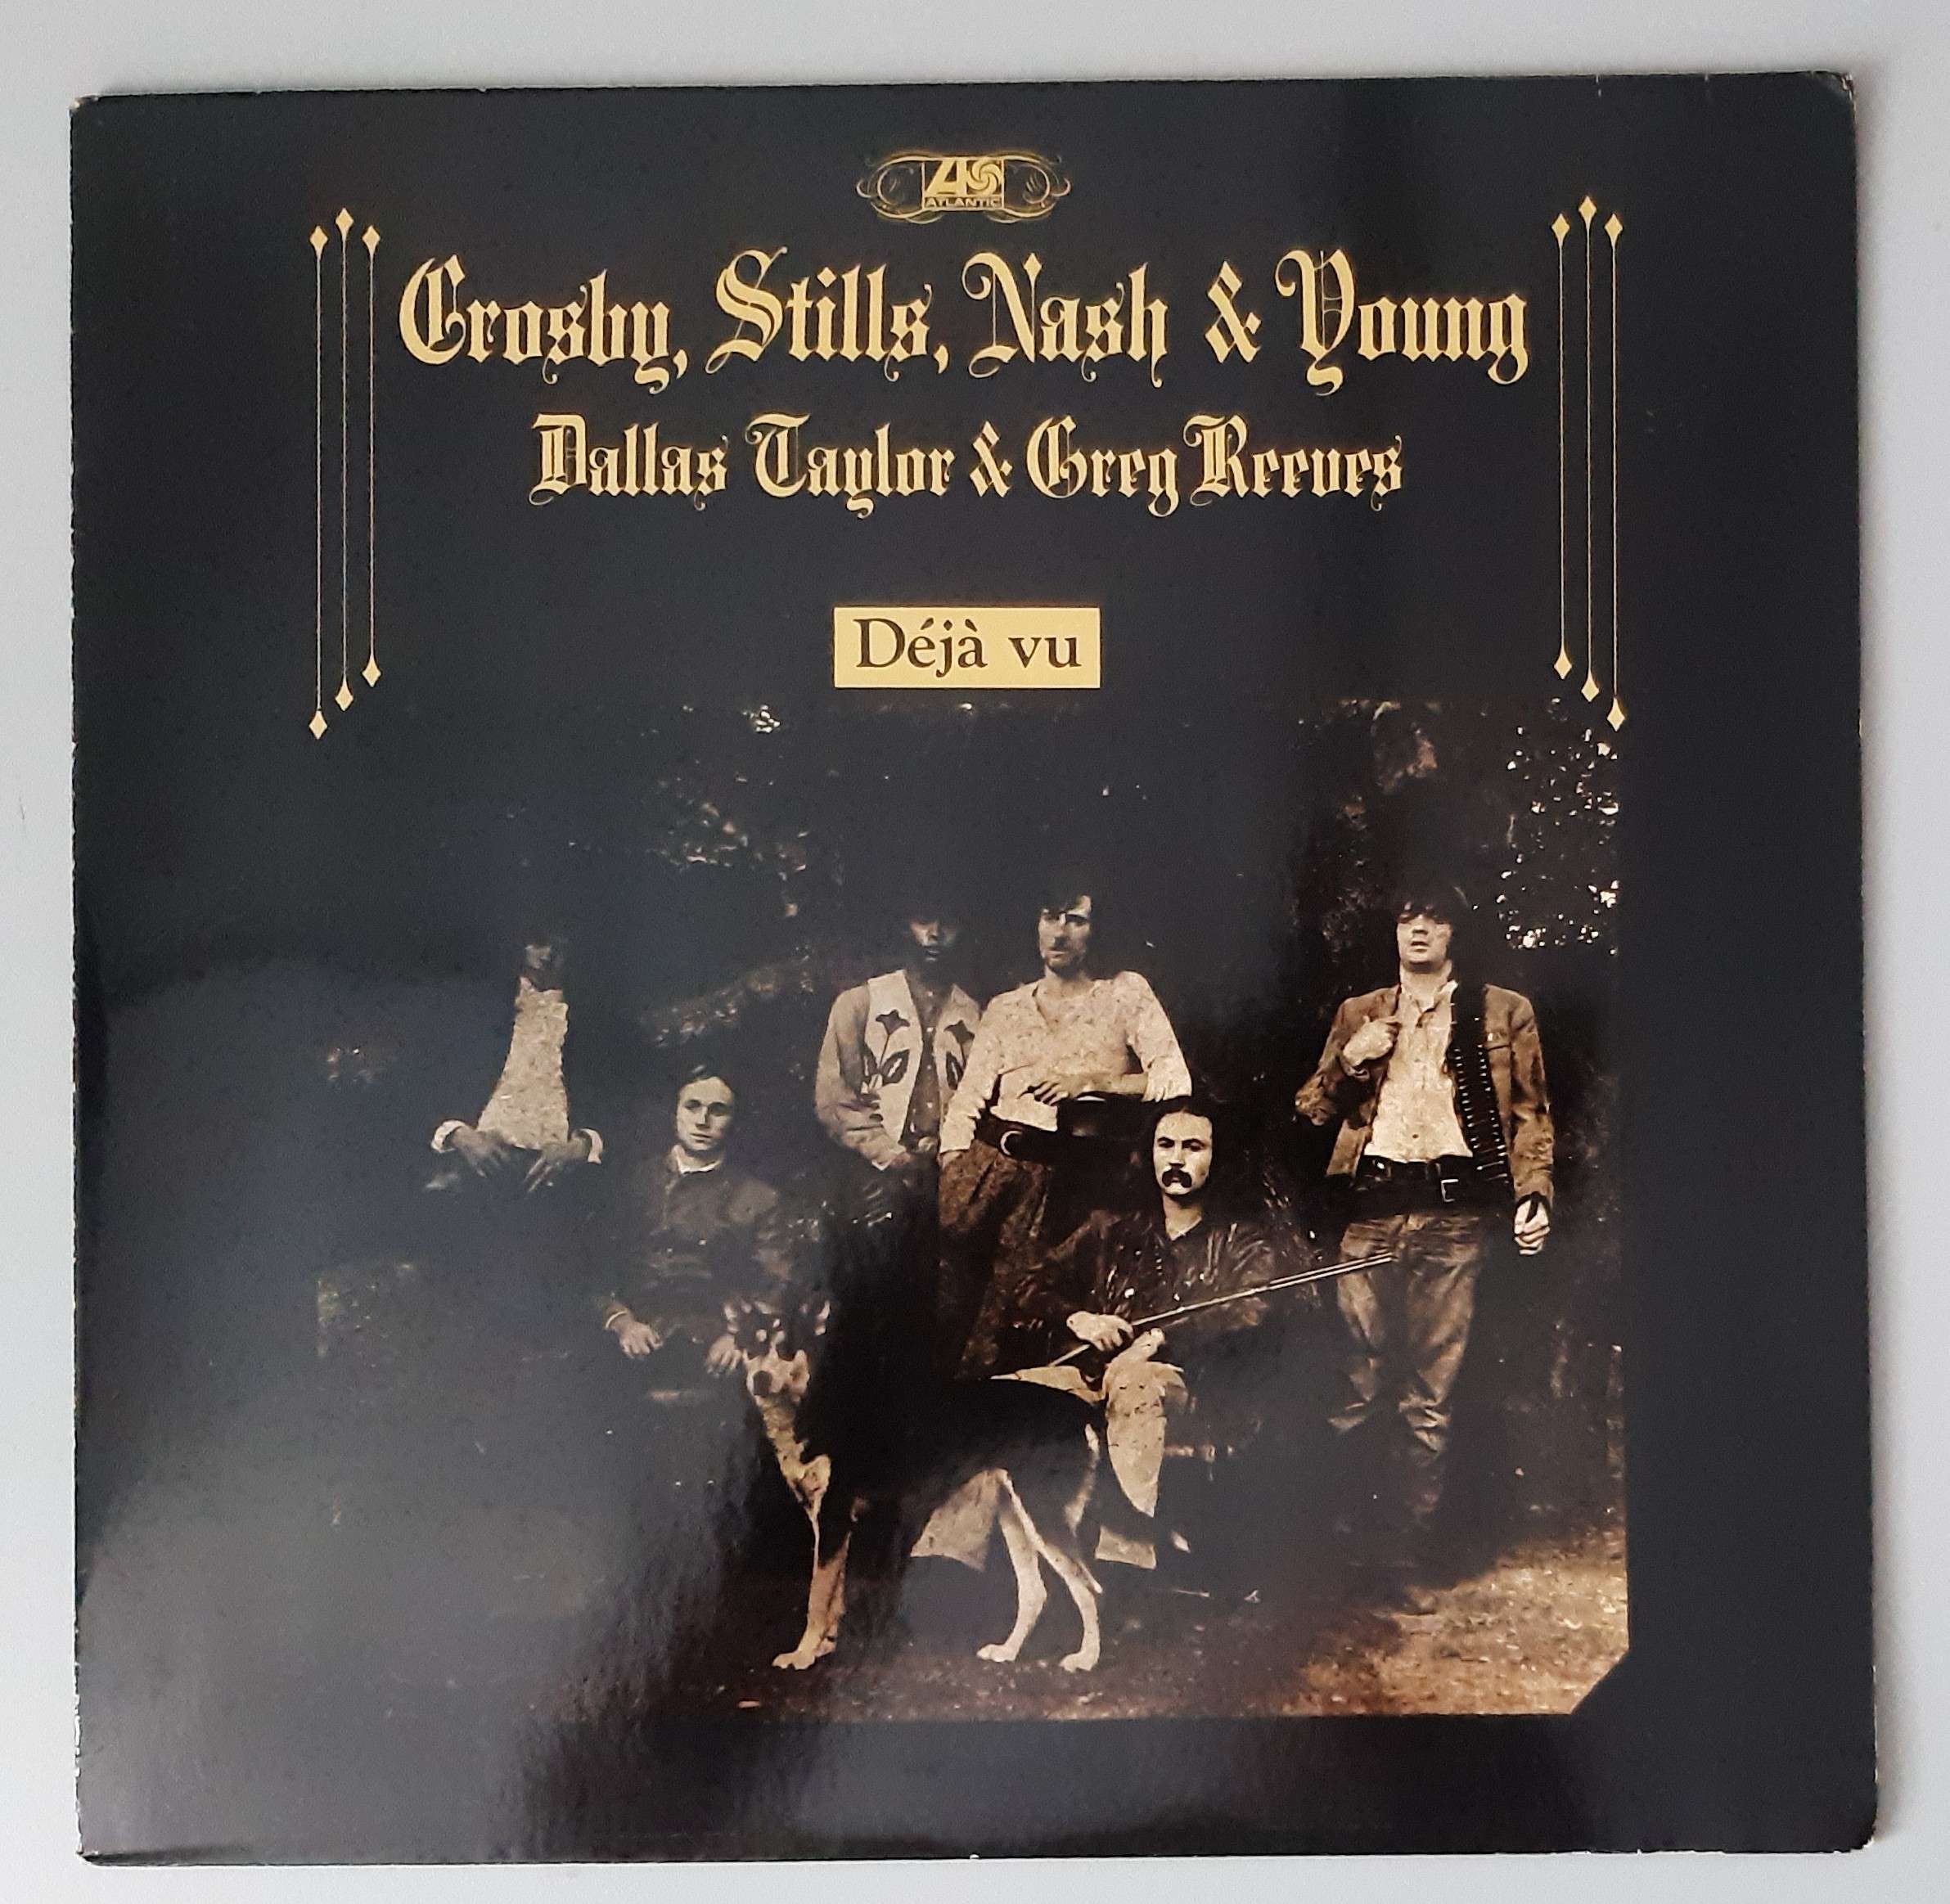 ATLANTIC
Crosby, Stills, Nash & Young
Dallas Taylor & Greg Reeves
Déjà vu